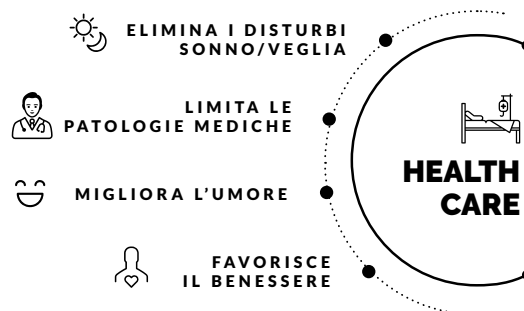 ELIMINA I DISTURBI
SONNO/VEGLIA
LIMITA LE
PATOLOGIE MEDICHE
MIGLIORA L'UMORE
FAVORISCE
IL BENESSERE
HEALTH
CARE